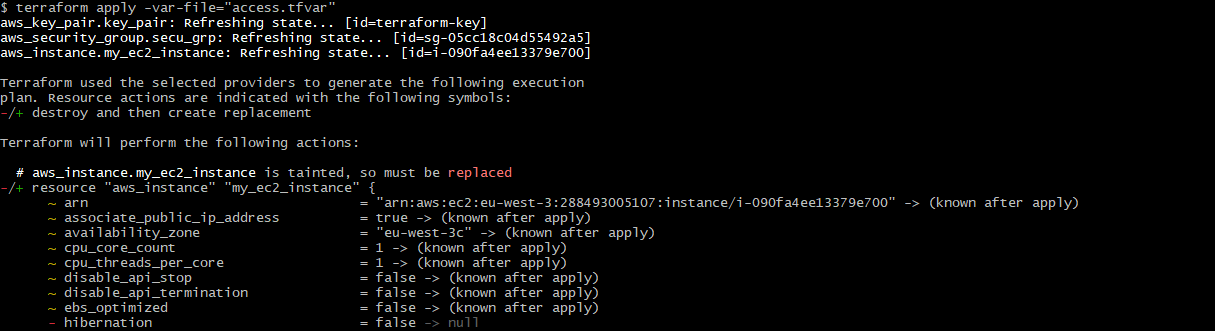 $ terraform apply -var-file="access.tfvar"
aws_key_pair.key_pair: Refreshing state... [id=terraform-key]
aws_security_group.secu_grp: Refreshing state... [id=sg-05cc18c04d55492a5]
aws_instance.my_ec2_instance: Refreshing state... [id=i-090fa4ee13379e700]

Terraform used the selected providers to generate the following execution
plan. Resource actions are indicated with the following symbols:
-/+ destroy and then create replacement

Terraform will perform the following actions:

  # aws_instance.my_ec2_instance is tainted, so must be replaced
-/+ resource "aws_instance" "my_ec2_instance" {
      ~ arn                                  = "arn:aws:ec2:eu-west-3:288493005107:instance/i-090fa4ee13379e700" -> (known after apply)
      ~ associate_public_ip_address          = true -> (known after apply)
      ~ availability_zone                    = "eu-west-3c" -> (known after apply)
      ~ cpu_core_count                       = 1 -> (known after apply)
      ~ cpu_threads_per_core                 = 1 -> (known after apply)
      ~ disable_api_stop                     = false -> (known after apply)
      ~ disable_api_termination              = false -> (known after apply)
      ~ ebs_optimized                        = false -> (known after apply)
      - hibernation                          = false -> null